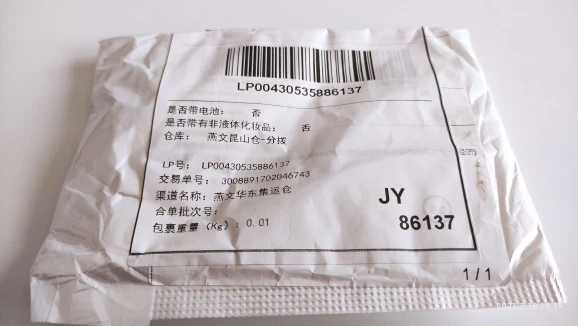 LP00430535886137
是否带电池： 否
是否带有非液体化妆品： 否
仓库： 燕文昆山仓-分拨
LP号： LP00430535886137
交易单号： 3008891702046743
渠道名称：燕文华东集运仓
合单批次号：
包裹重量（Kg）：0.01
JY
86137
1 / 1